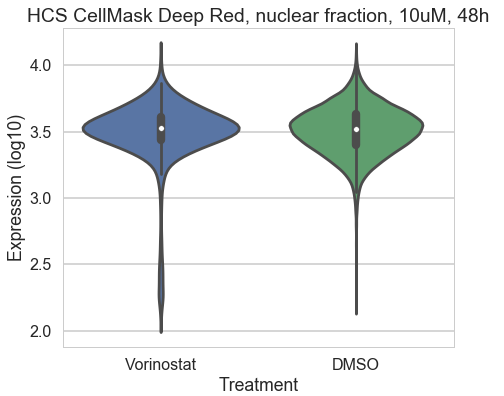 HCS CellMask Deep Red, nuclear fraction, 10uM, 48h
Expression (log10)
4.0
3.5
3.0
2.5
2.0
Vorinostat
DMSO
Treatment